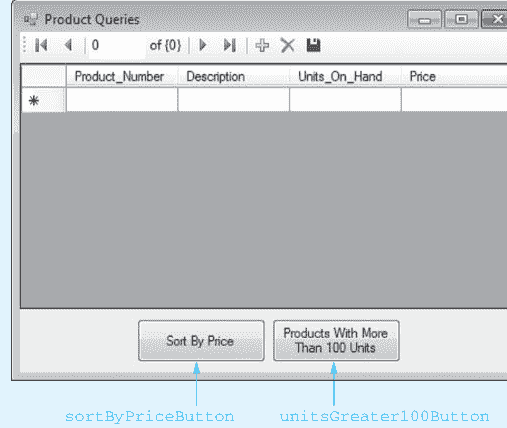 Product Queries
0 of {0}
Product_Number Description Units_On_Hand Price
Sort By Price
Products With More
Than 100 Units
sortByPriceButton unitsGreater100Button